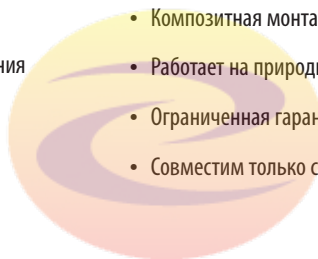 • Композитная монта
ния
• Работает на природ
• Ограниченная гаран
• Совместим только с